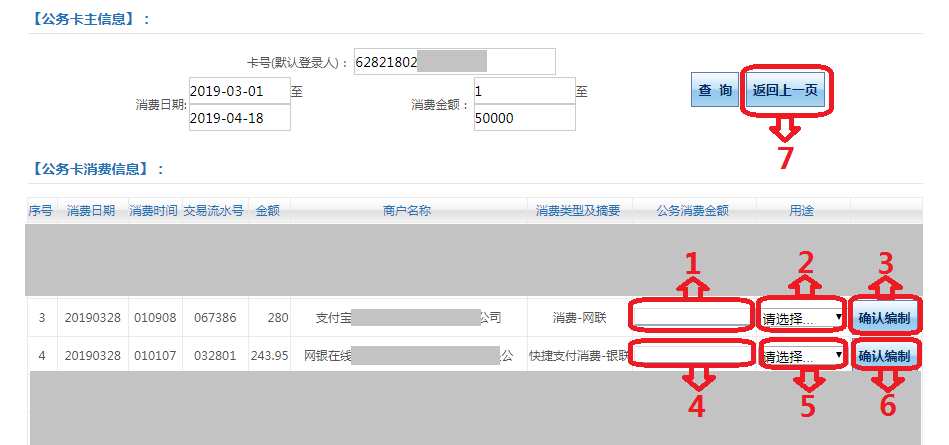 【公务卡主信息】：
卡号(默认登录人)： 62821802
消费日期: 2019-03-01 至 2019-04-18 消费金额： 1 至 50000 查 询 返回上一页
7
【公务卡消费信息】：
序号 消费日期 消费时间 交易流水号 金额 商户名称 消费类型及摘要 公务消费金额 用途
1 2 3
3 20190328 010908 067386 280 支付宝 公司 消费-网联 请选择... 确认编制
4 20190328 010107 032801 243.95 网银在线 公 快捷支付消费-银联 请选择... 确认编制
4 5 6